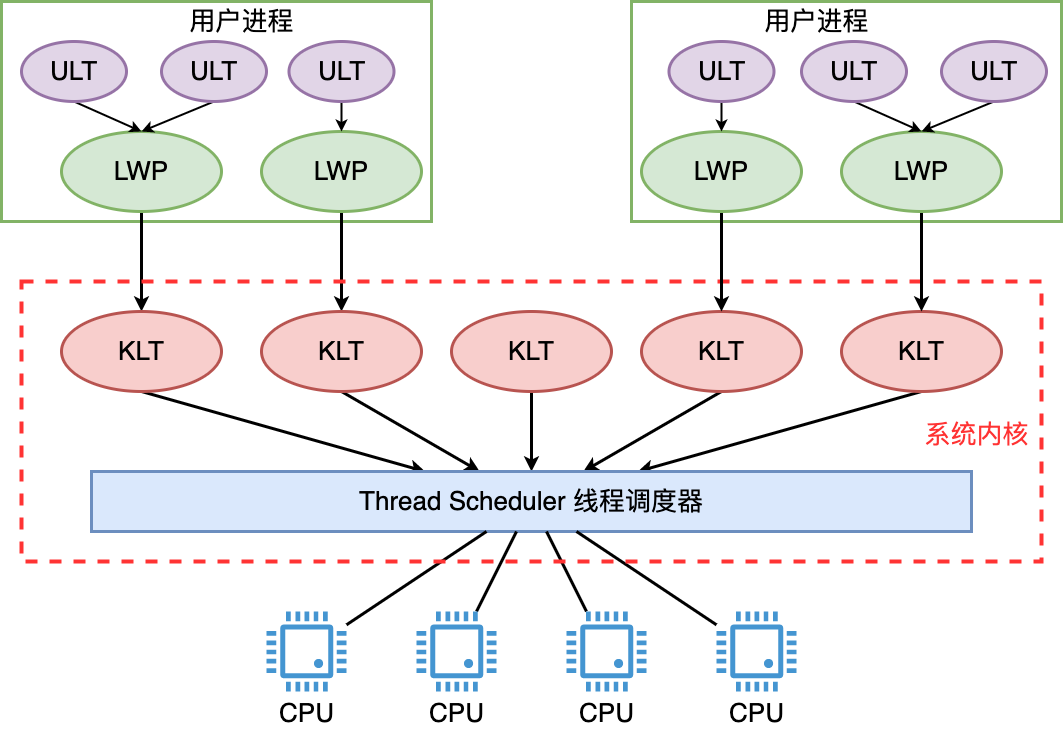 用户进程
用户进程
ULT ULT ULT ULT ULT ULT
LWP LWP LWP LWP
KLT KLT KLT KLT KLT
系统内核
Thread Scheduler 线程调度器
CPU CPU CPU CPU